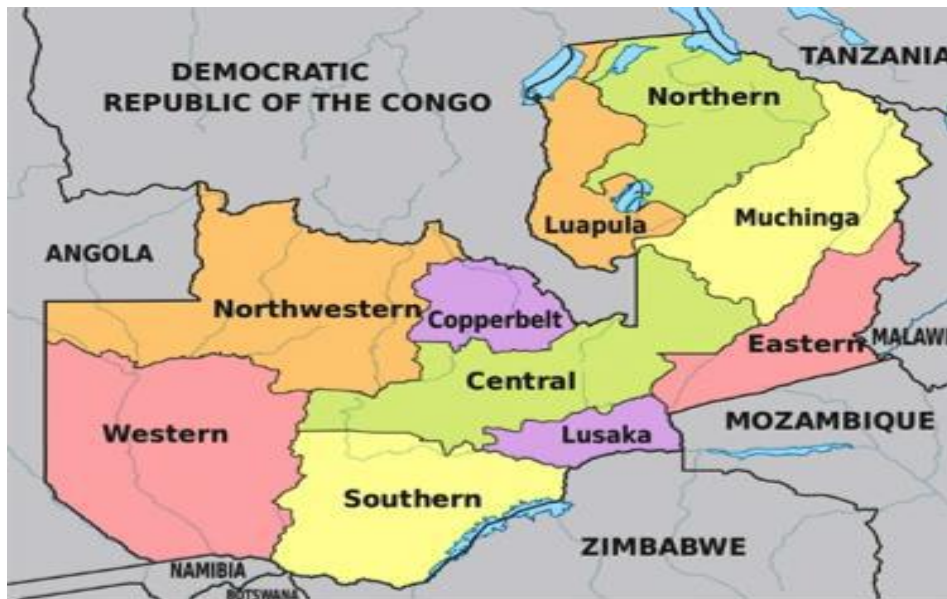 TANZANIA
DEMOCRATIC
REPUBLIC OF THE CONGO
Northern
Luapula
Muchinga
ANGOLA
Northwestern
Copperbelt
Eastern
MALAWI
Central
Western
Lusaka
MOZAMBIQUE
Southern
ZIMBABWE
NAMIBIA
BOTSWANA